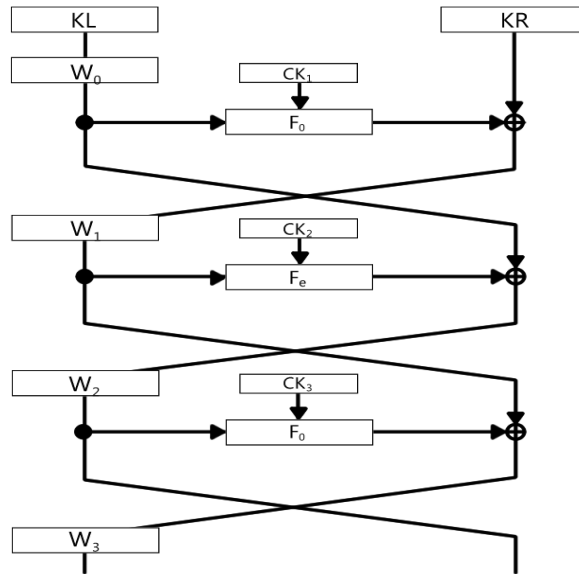 KL KR
W₀ CK₁
F₀
W₁ CK₂
Fₑ
W₂ CK₃
F₀
W₃